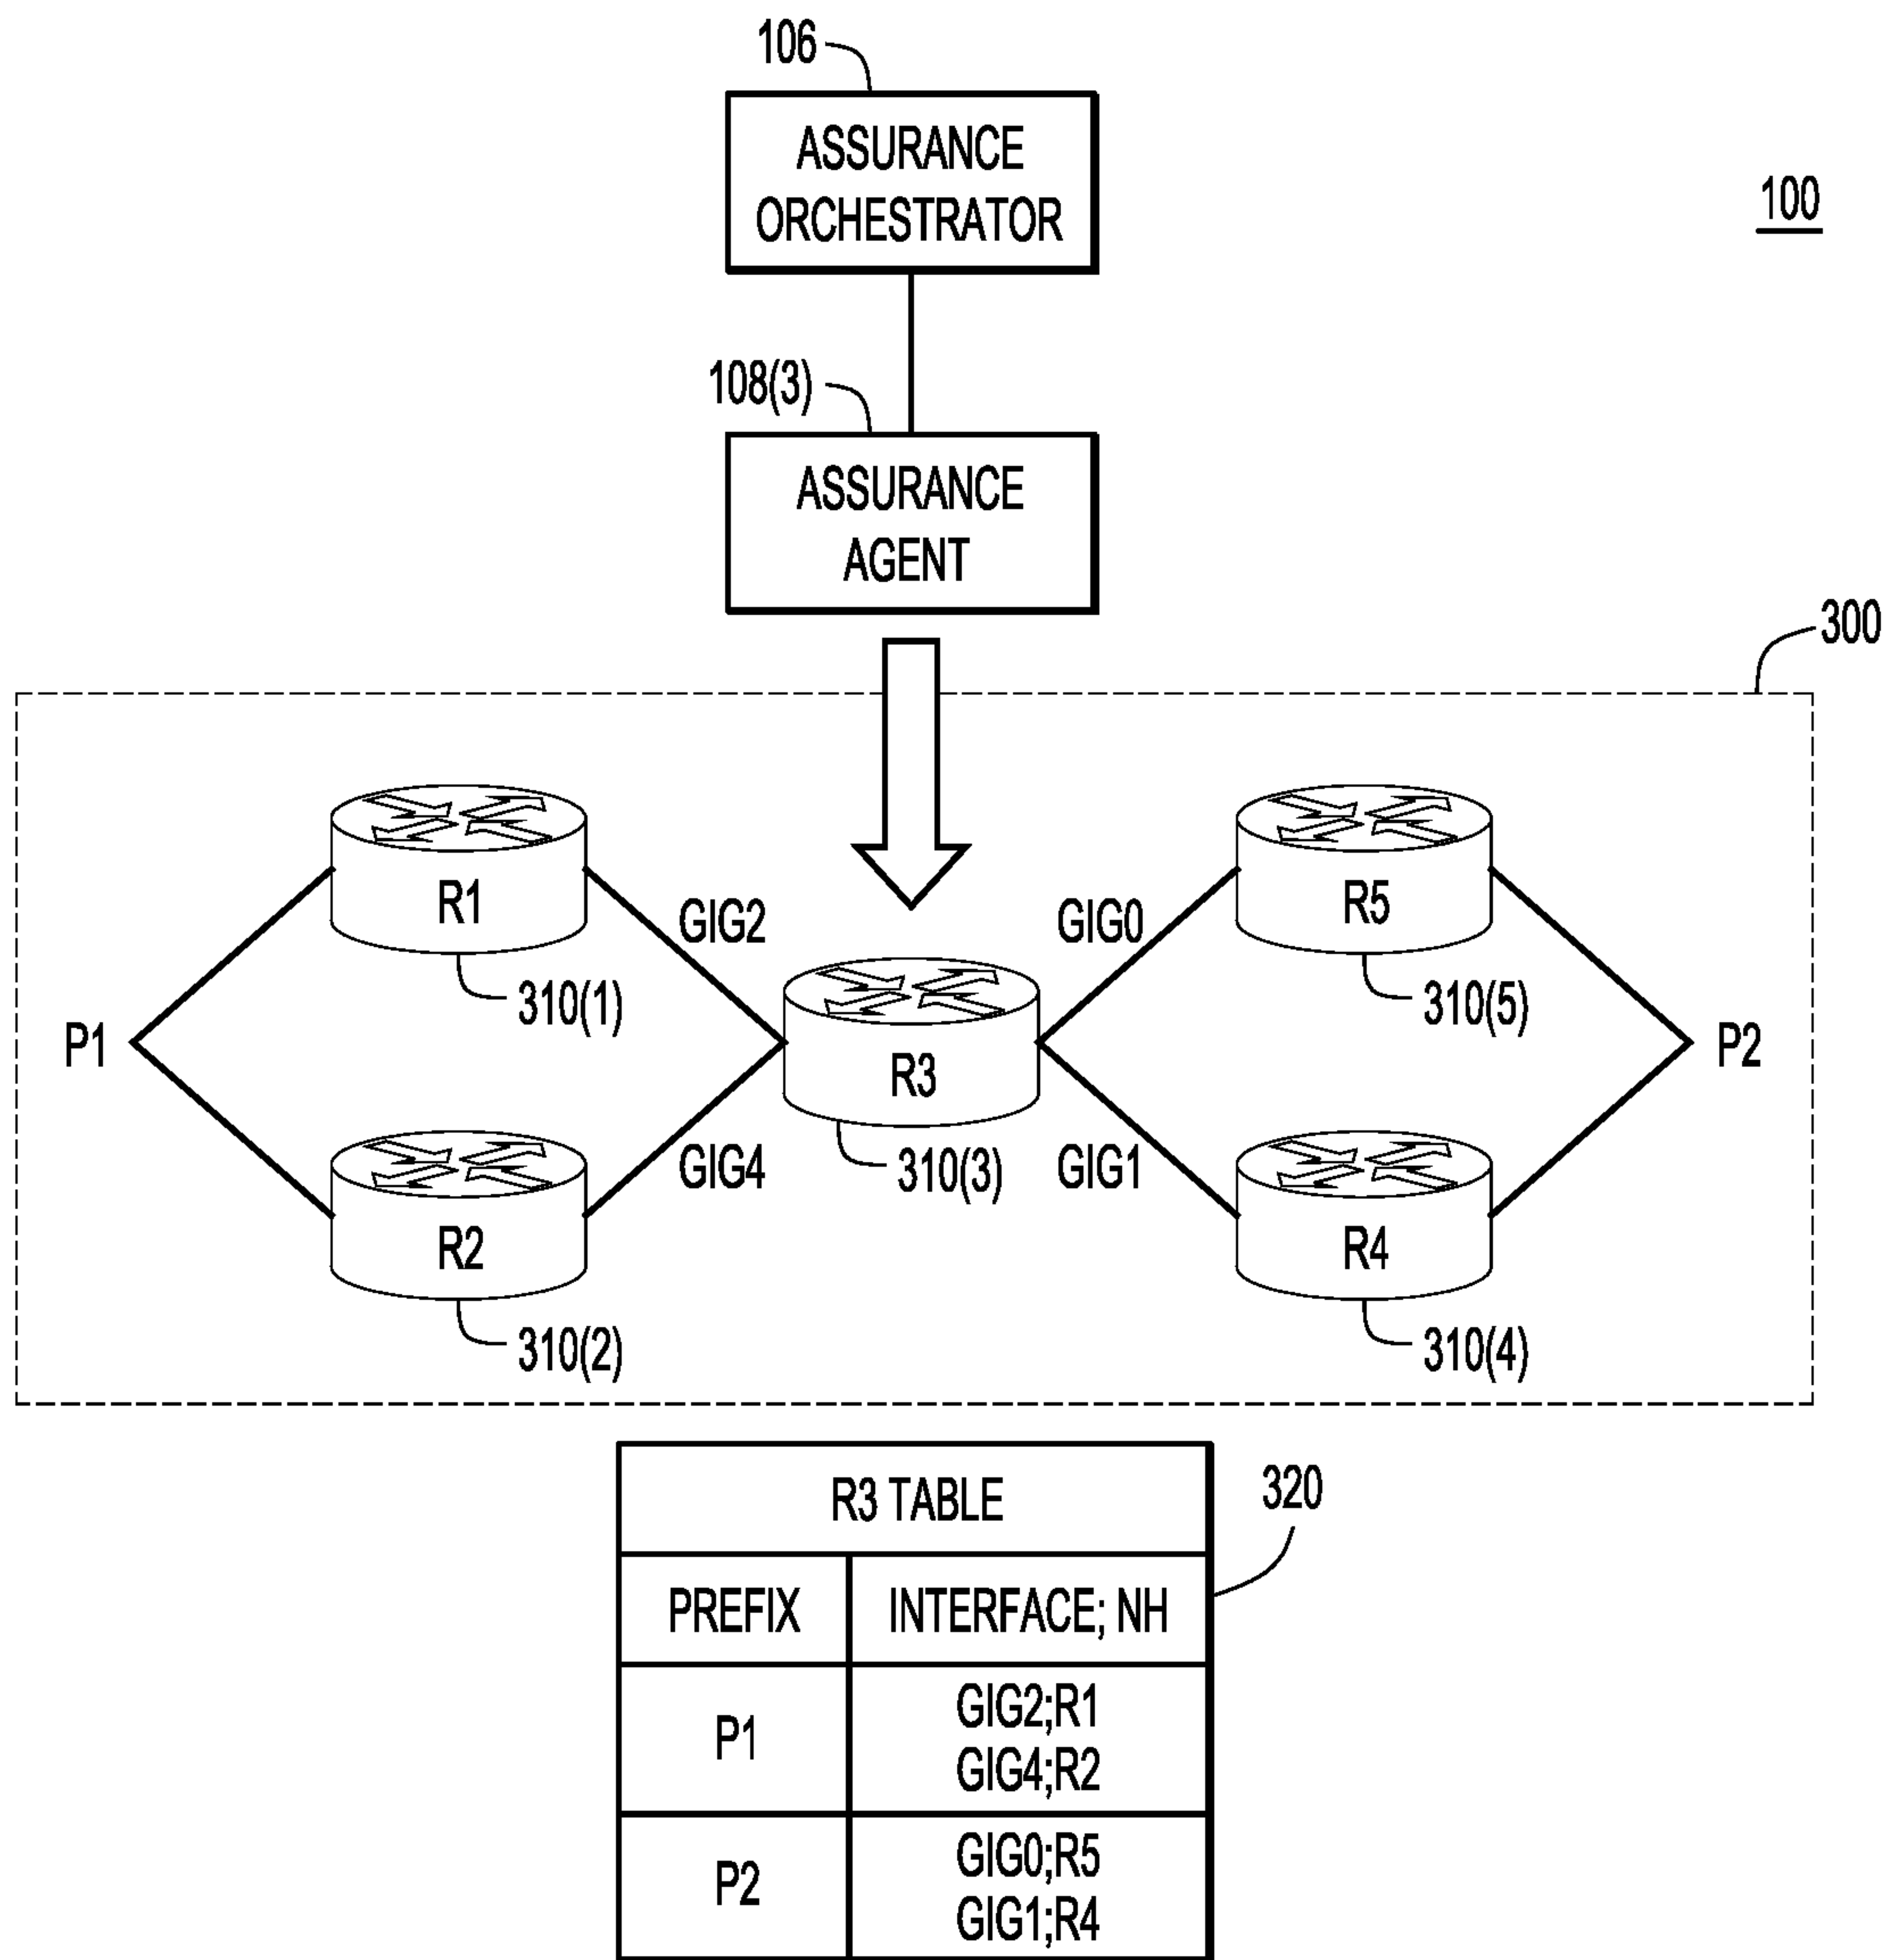 106
ASSURANCE
ORCHESTRATOR
100
108(3)
ASSURANCE
AGENT
300
R1
GIG2
GIG0
R5
310(1)
310(5)
P1
R3
P2
GIG4
310(3)
GIG1
R2
R4
310(2)
310(4)
R3 TABLE
320
PREFIX
INTERFACE; NH
P1
GIG2;R1
GIG4;R2
P2
GIG0;R5
GIG1;R4